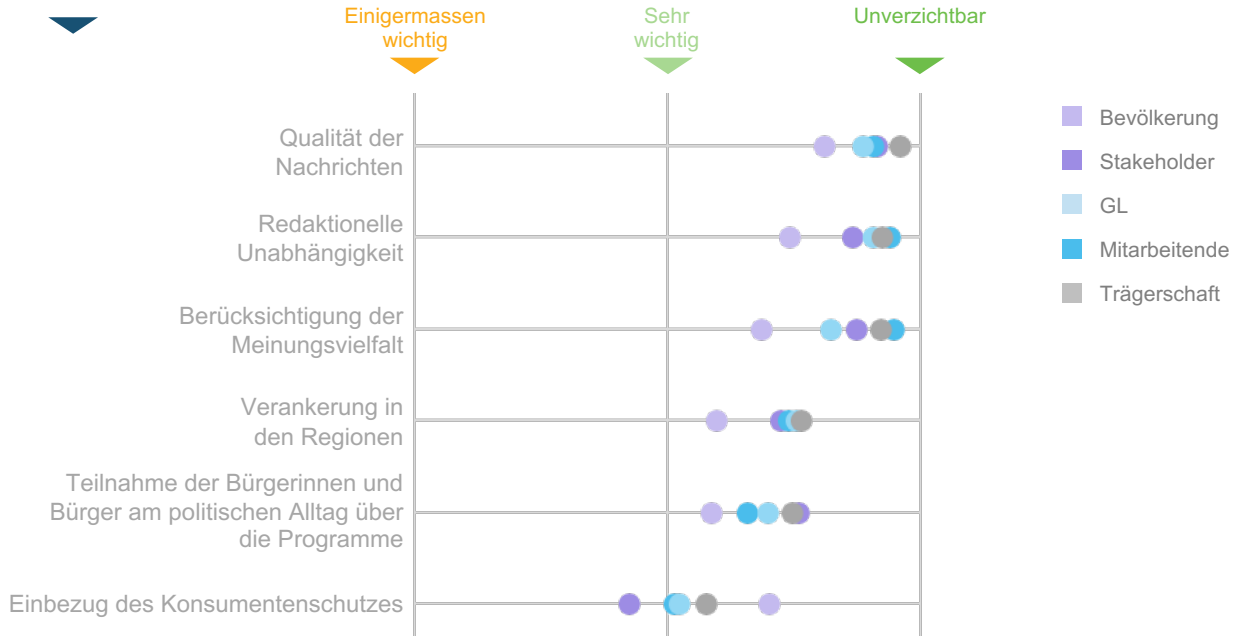 Einigermassen
wichtig
Sehr
wichtig
Unverzichtbar
Qualität der
Nachrichten
Redaktionelle
Unabhängigkeit
Berücksichtigung der
Meinungsvielfalt
Verankerung in
den Regionen
Teilnahme der Bürgerinnen und
Bürger am politischen Alltag über
die Programme
Einbezug des Konsumentenschutzes
Bevölkerung
Stakeholder
GL
Mitarbeitende
Trägerschaft